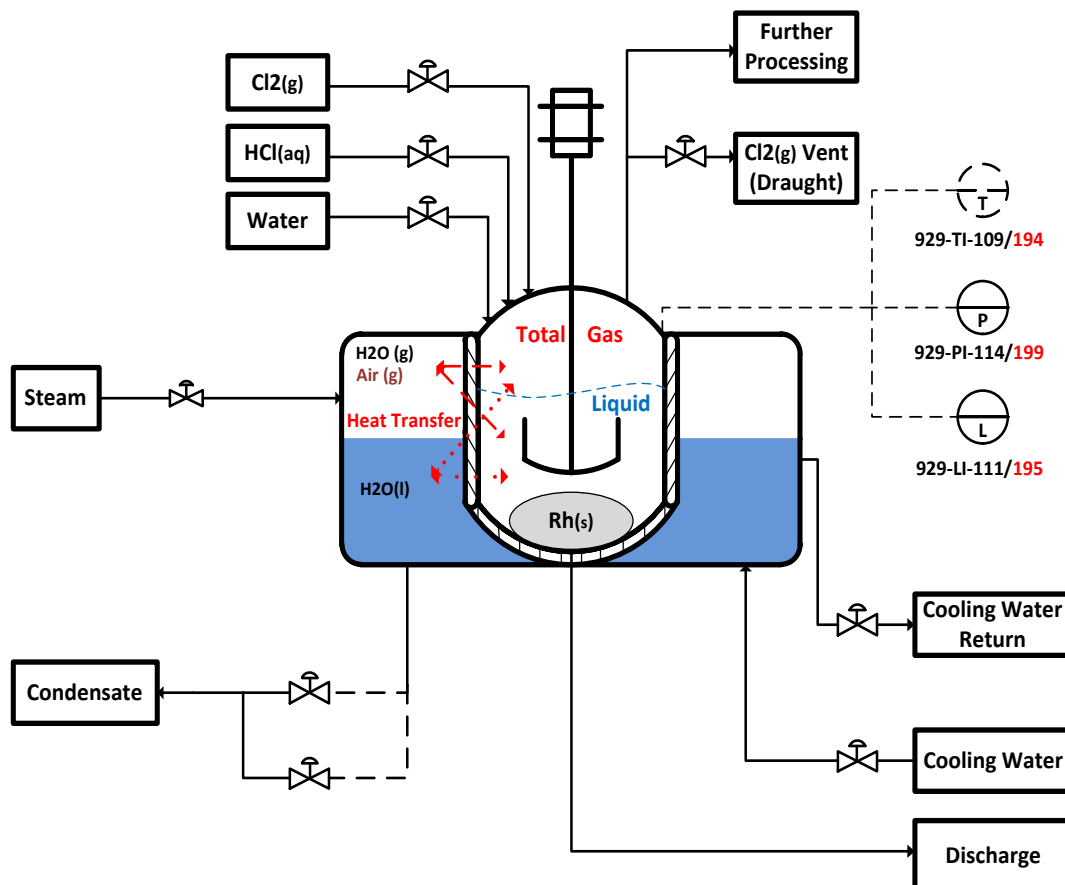 Further
Processing
Cl2(g)
HCl(aq)
Cl2(g) Vent
(Draught)
Water
T
929-TI-109/194
Total Gas
P
929-PI-114/199
H2O (g)
Air (g)
Steam
Liquid
Heat Transfer
L
929-LI-111/195
H2O(l)
Rh(s)
Cooling Water
Return
Condensate
Cooling Water
Discharge